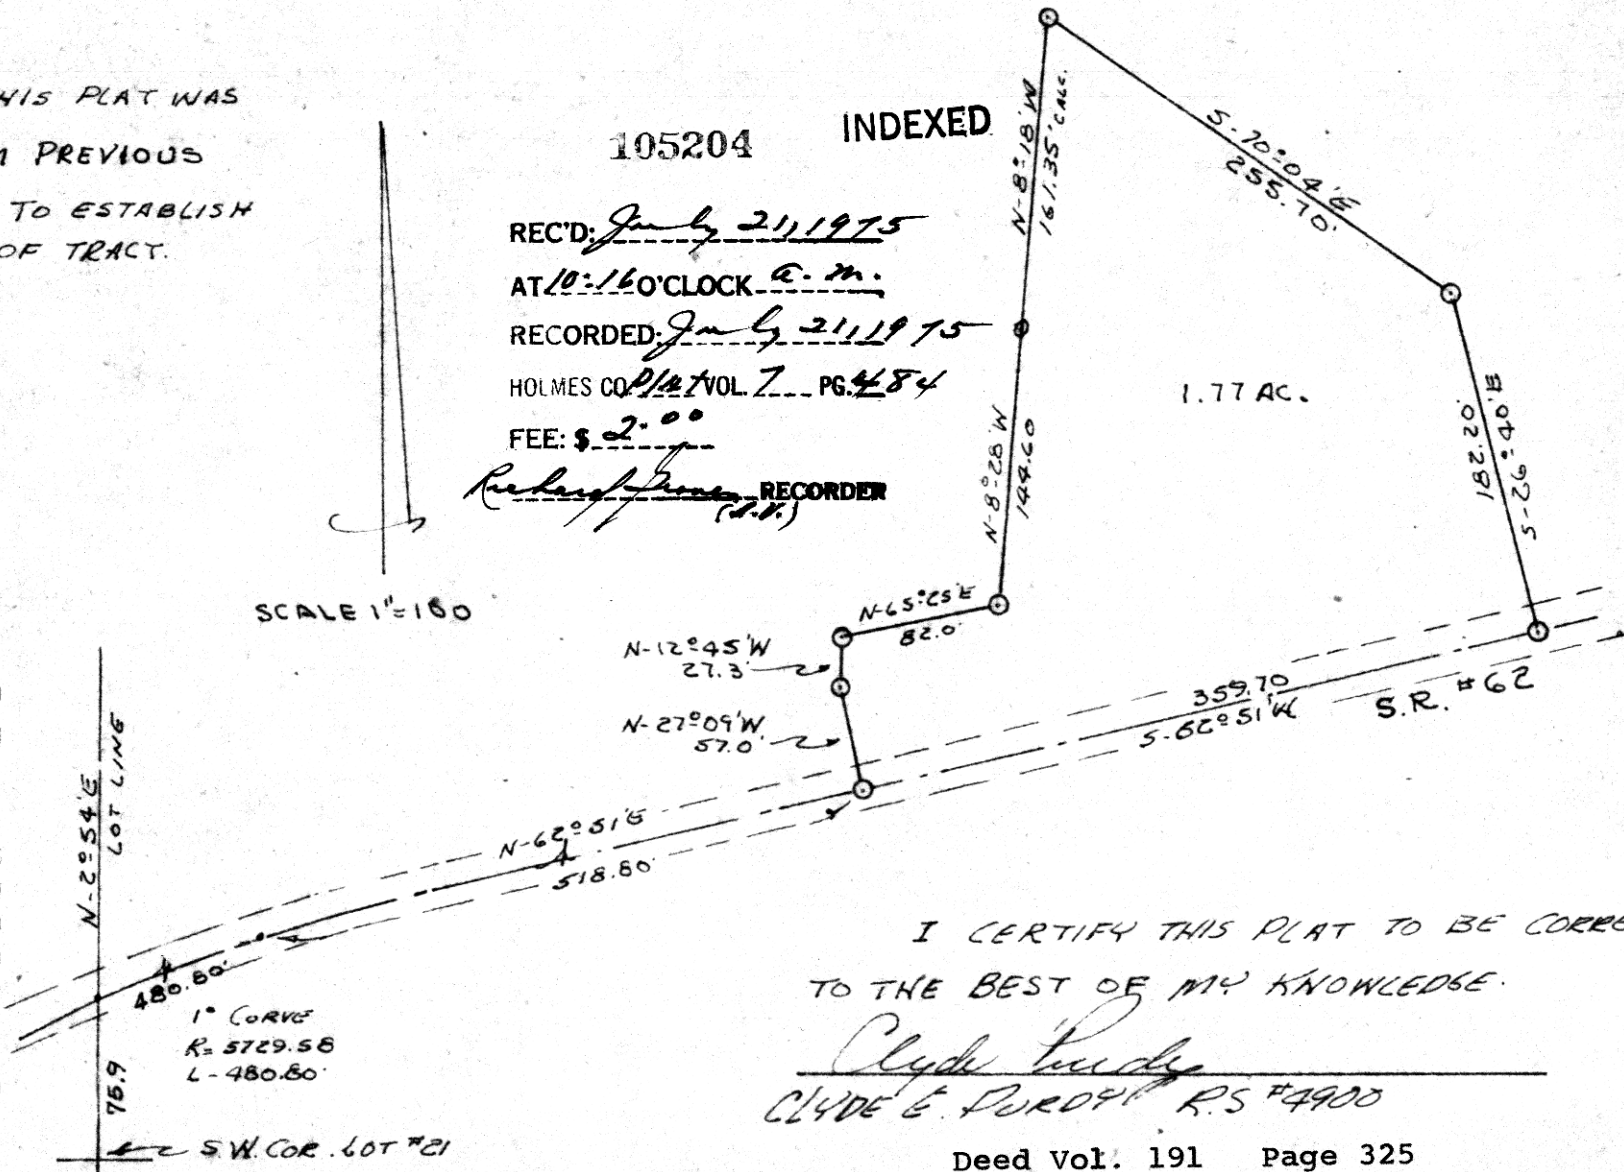 HIS PLAT WAS
M PREVIOUS
TO ESTABLISH
OF TRACT.
105204
INDEXED
REC'D: July 21, 1975
AT 10:16 O'CLOCK a.m.
RECORDED: July 21, 1975
HOLMES CO. Plat VOL. 7 PG. 484
FEE: $ 2.00
Richard RECORDER
SCALE 1"=100
N-8°18'W
161.35' CALC.
S-70°04'E
255.70'
1.77 AC.
182.20'
S-26°40'E
N-8°28'W
144.60
N-65°25'E
82.0'
N-12°45'W
27.3'
N-27°09'W
57.0'
359.70
S-62°51'W
S.R. #62
N-2°54'E
LOT LINE
N-62°51'E
518.80'
480.80'
1° CURVE
R= 5729.58
L-480.80'
75.9
S.W. COR. LOT #21
I CERTIFY THIS PLAT TO BE CORRE
TO THE BEST OF MY KNOWLEDGE.
Clyde Purdy
CLYDE E. PURDY R.S #4900
Deed Vol. 191 Page 325